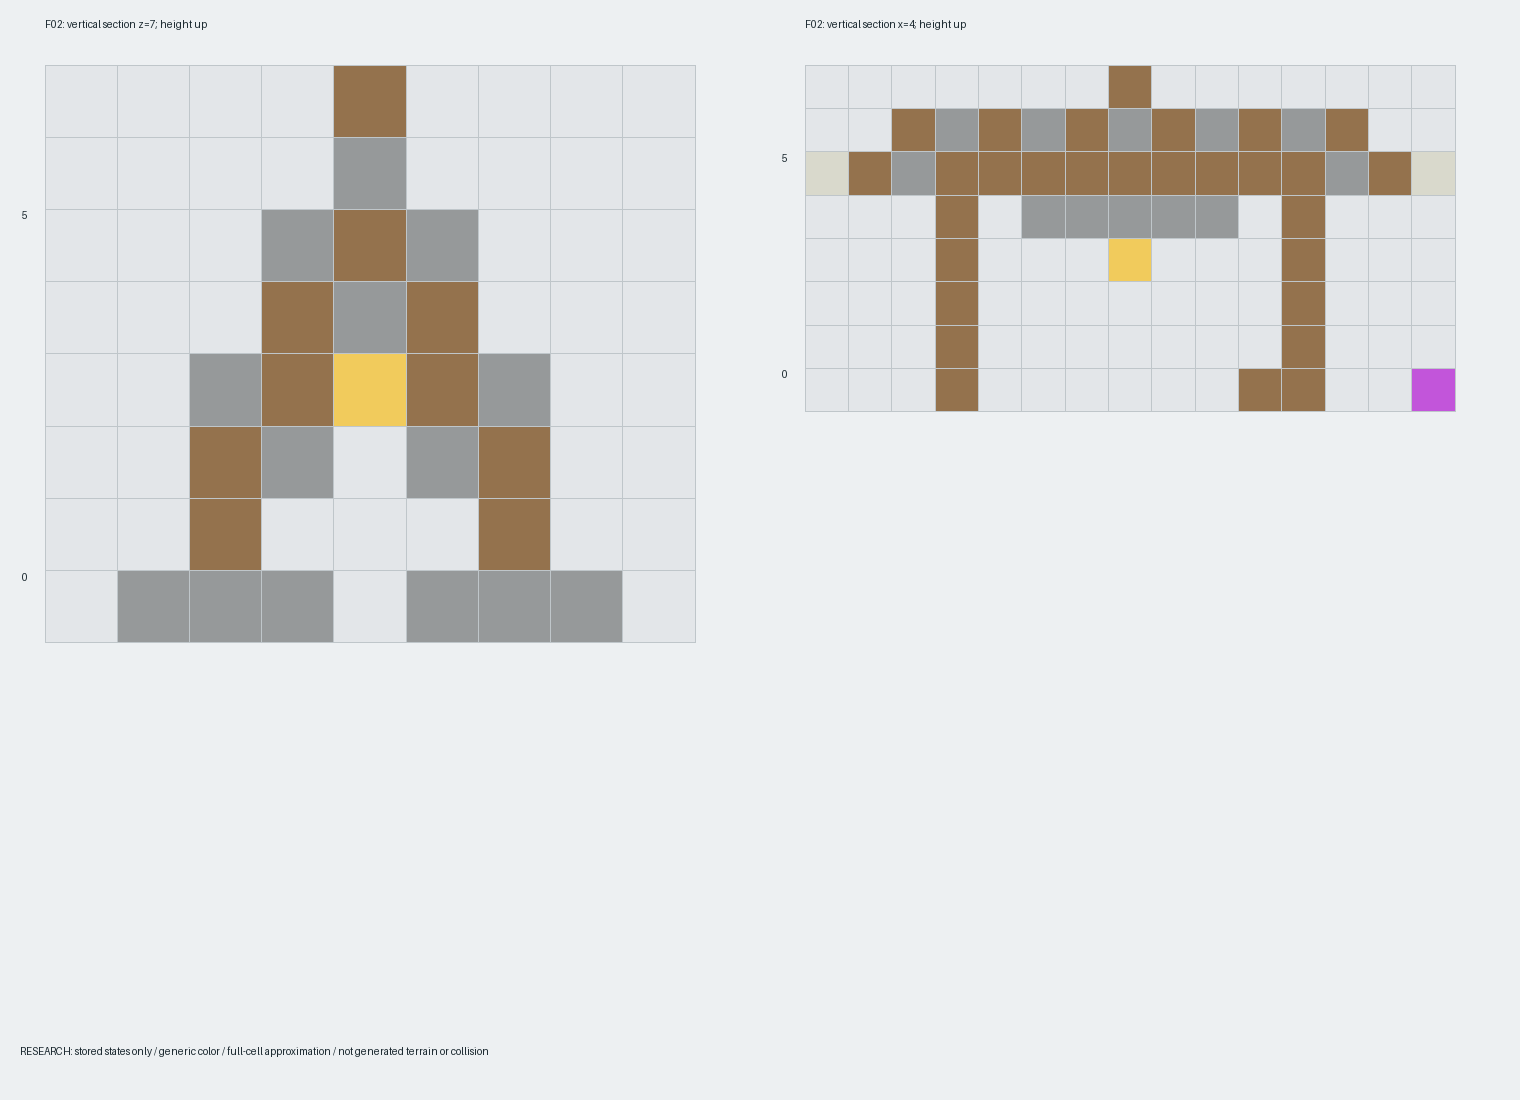 F02: vertical section z=7; height up
F02: vertical section x=4; height up
5
0
5
0
RESEARCH: stored states only / generic color / full-cell approximation / not generated terrain or collision